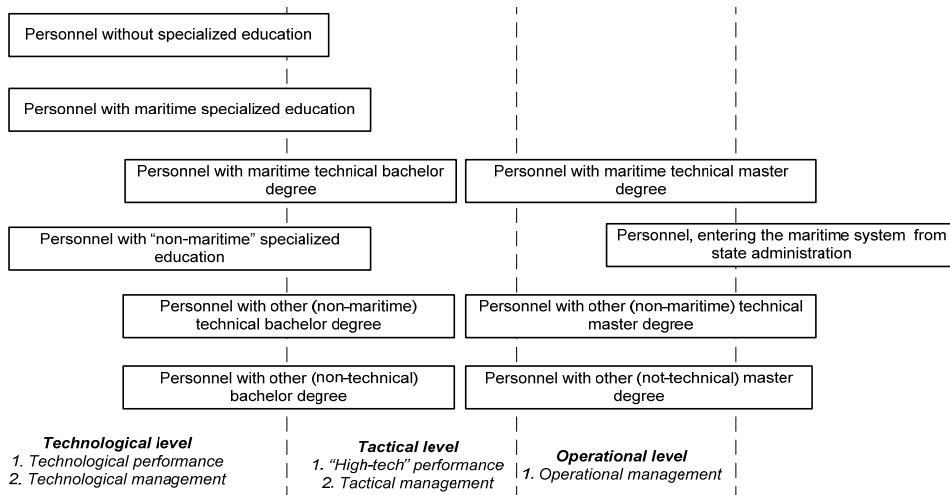 Personnel without specialized education
Personnel with maritime specialized education
Personnel with maritime technical bachelor
degree
Personnel with maritime technical master
degree
Personnel with “non-maritime” specialized
education
Personnel, entering the maritime system from
state administration
Personnel with other (non-maritime)
technical bachelor degree
Personnel with other (non-maritime) technical
master degree
Personnel with other (non-technical)
bachelor degree
Personnel with other (not-technical) master
degree
Technological level
1. Technological performance
2. Technological management
Tactical level
1. “High-tech” performance
2. Tactical management
Operational level
1. Operational management